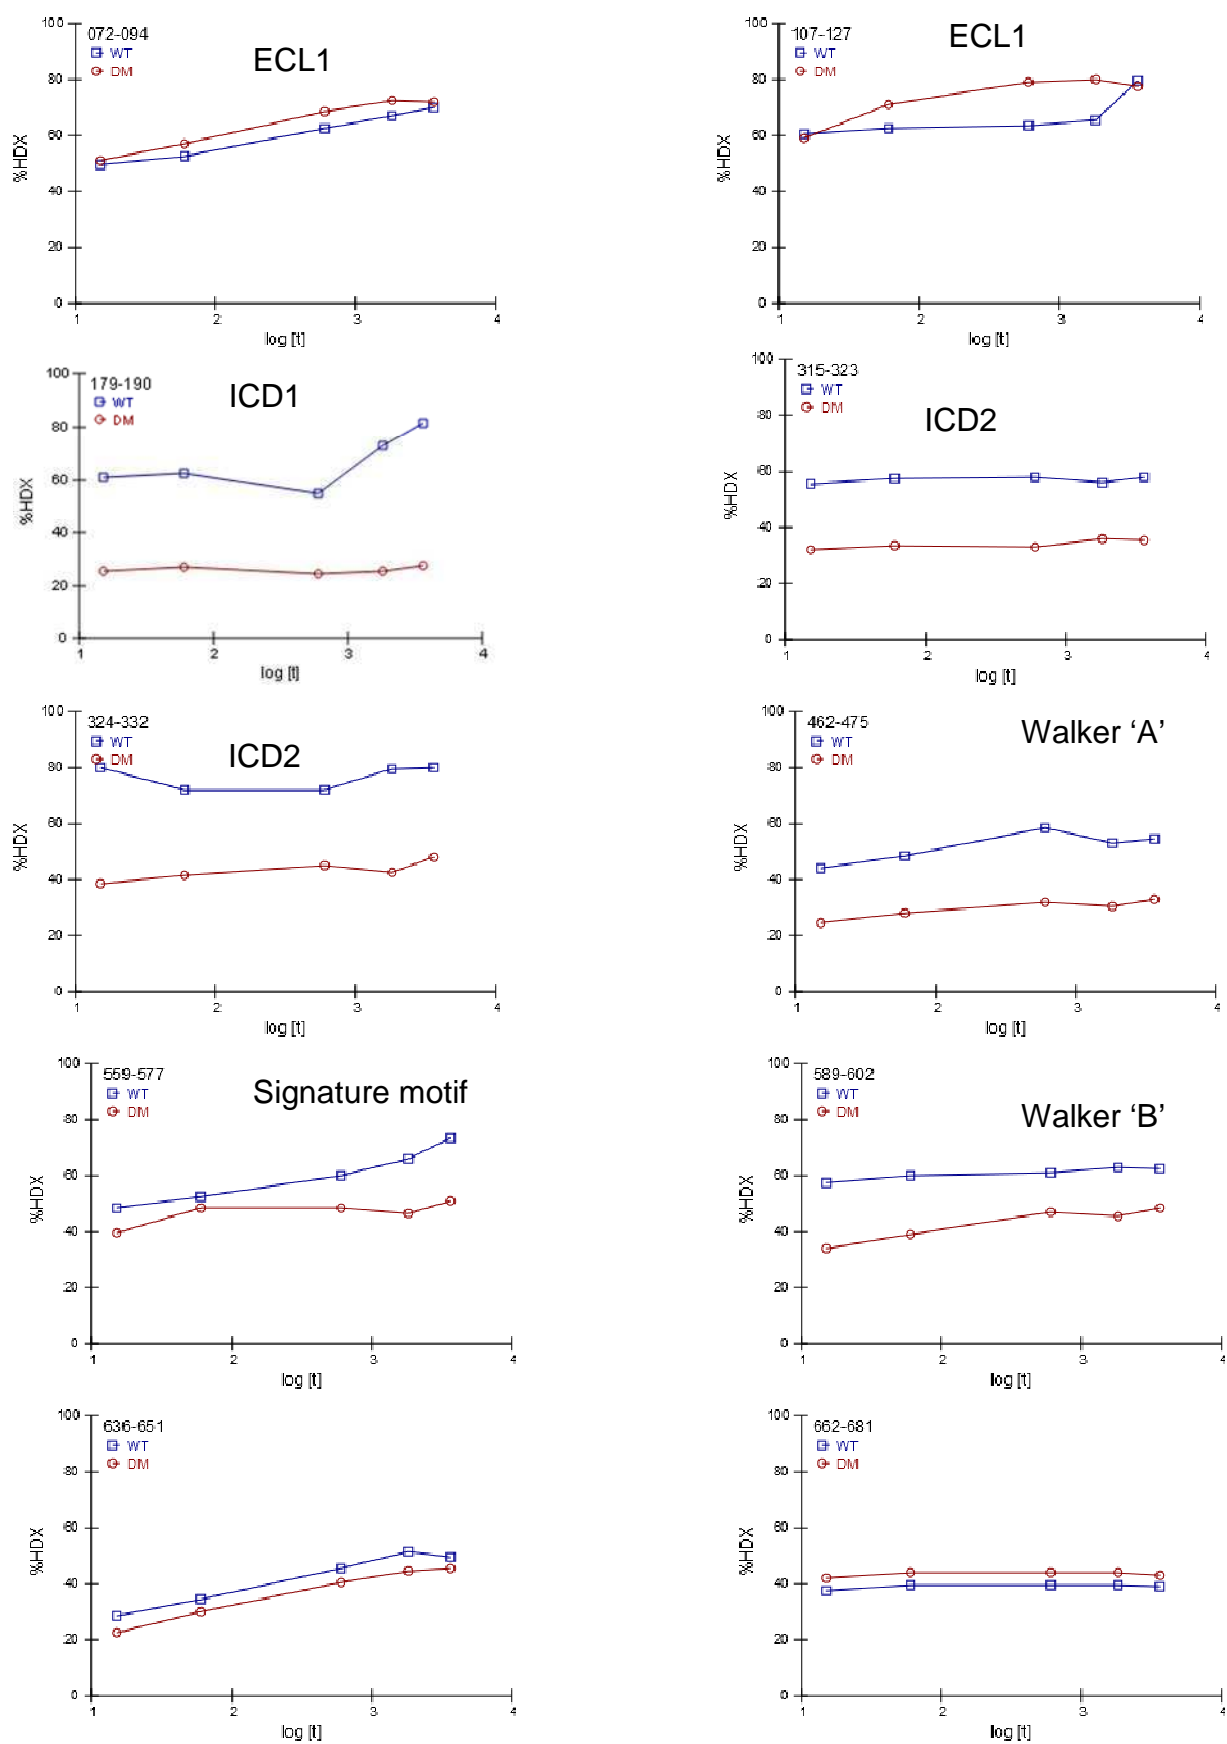 100
80
60
40
20
0
%HDX
072-094
WT
DM
ECL1
1 2 3 4
log [t]
100
80
60
40
20
0
%HDX
107-127
WT
DM
ECL1
1 2 3 4
log [t]
100
80
60
40
20
0
%HDX
179-190
WT
DM
ICD1
1 2 3 4
log [t]
100
80
60
40
20
0
%HDX
315-323
WT
DM
ICD2
1 2 3 4
log [t]
100
80
60
40
20
0
%HDX
324-332
WT
DM
ICD2
1 2 3 4
log [t]
100
80
60
40
20
0
%HDX
462-475
WT
DM
Walker ‘A’
1 2 3 4
log [t]
100
80
60
40
20
0
%HDX
559-577
WT
DM
Signature motif
1 2 3 4
log [t]
100
80
60
40
20
0
%HDX
589-602
WT
DM
Walker ‘B’
1 2 3 4
log [t]
100
80
60
40
20
0
%HDX
636-651
WT
DM
1 2 3 4
log [t]
100
80
60
40
20
0
%HDX
662-681
WT
DM
1 2 3 4
log [t]